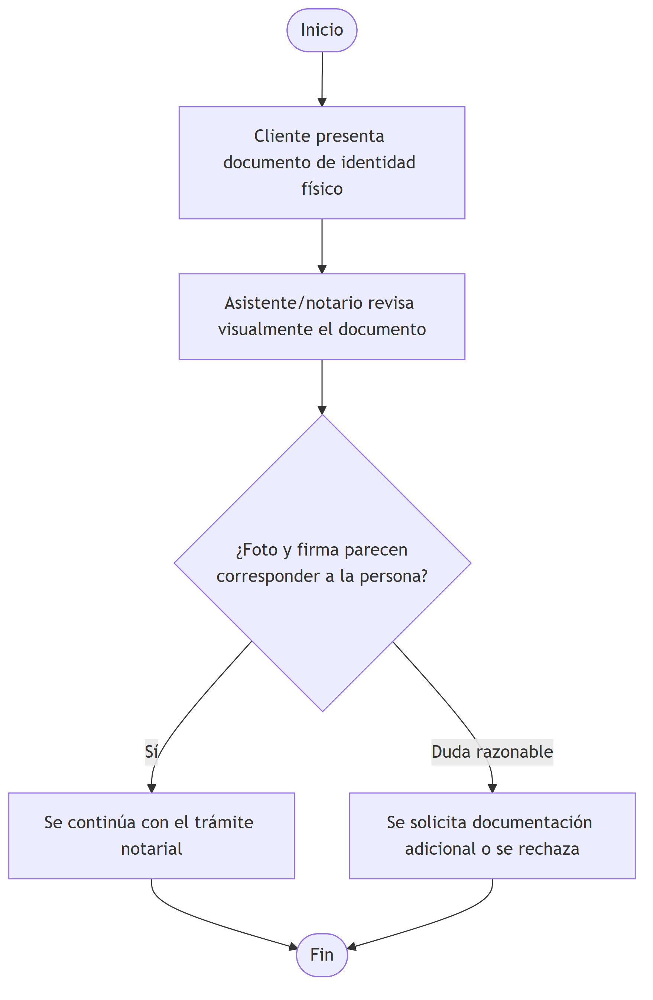 Inicio
Cliente presenta
documento de identidad
físico
Asistente/notario revisa
visualmente el documento
¿Foto y firma parecen
corresponder a la persona?
Sí
Duda razonable
Se continúa con el trámite
notarial
Se solicita documentación
adicional o se rechaza
Fin